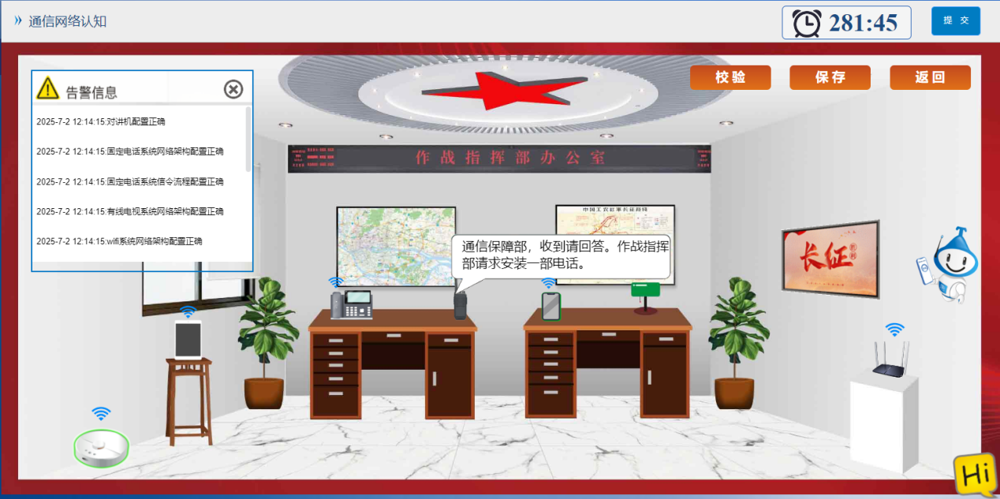 通信网络认知
281:45
提 交
告警信息
校验
保存
返回
2025-7-2 12:14:15:对讲机配置正确
2025-7-2 12:14:15:固定电话系统网络架构配置正确
2025-7-2 12:14:15:固定电话系统信令流程配置正确
2025-7-2 12:14:15:有线电视系统网络架构配置正确
2025-7-2 12:14:15:wifi系统网络架构配置正确
作战指挥部办公室
中国工农红军长征路线
通信保障部，收到请回答。作战指挥
部请求安装一部电话。
长征
Hi